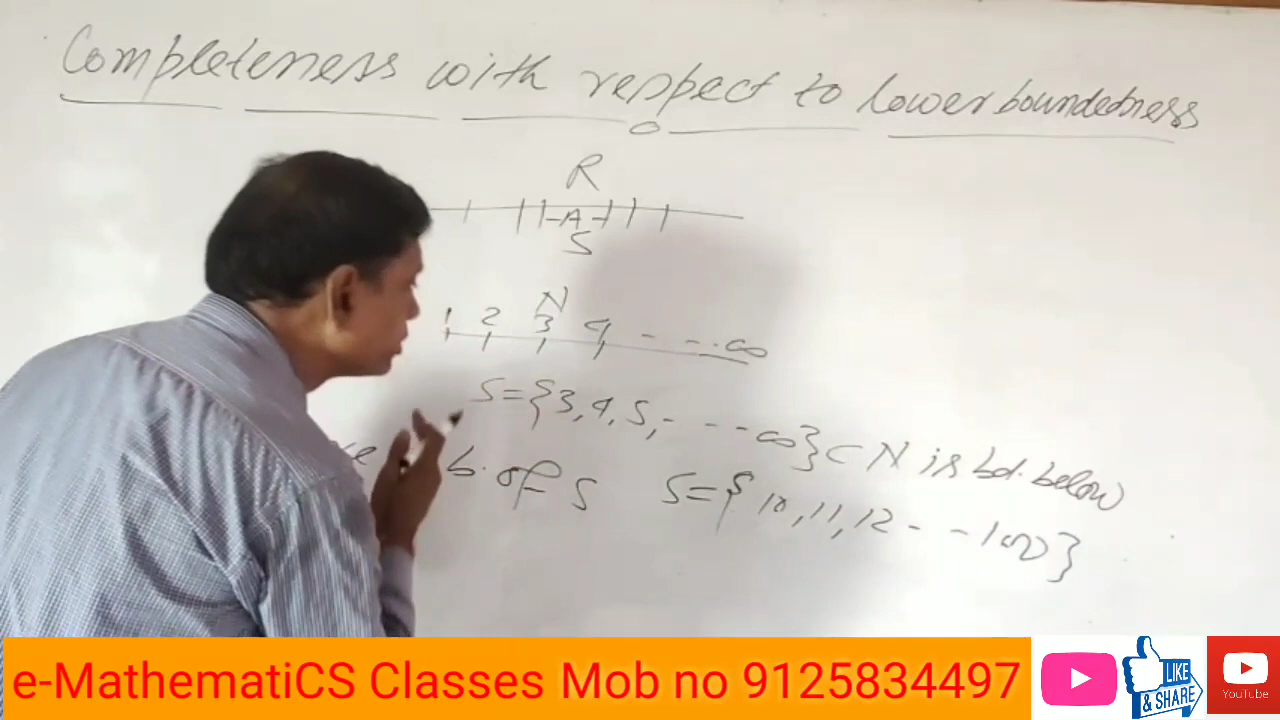 Completeness with respect to lower boundedness
R
-A-
S
N
1 2 3 4 - - - ∞
S={3,4,5,- - - -∞}⊂N is bd. below
b. of S S={10,11,12 - - 100}
e-MathematiCS Classes Mob no 9125834497
LIKE
& SHARE
YouTube